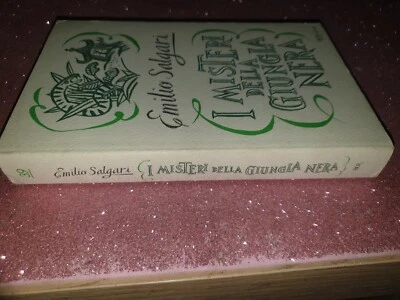 Emilio Salgari
I MISTERI
DELLA
GIUNGLA
NERA
Emilio Salgari { I MISTERI DELLA GIUNGLA NERA }